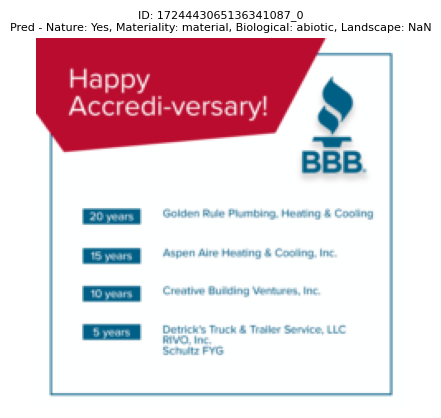 ID: 1724443065136341087_0
Pred - Nature: Yes, Materiality: material, Biological: abiotic, Landscape: NaN
Happy
Accredi-versary!
BBB.
20 years
Golden Rule Plumbing, Heating & Cooling
15 years
Aspen Aire Heating & Cooling, Inc.
10 years
Creative Building Ventures, Inc.
5 years
Detrick's Truck & Trailer Service, LLC
RIVO, Inc.
Schultz FYG